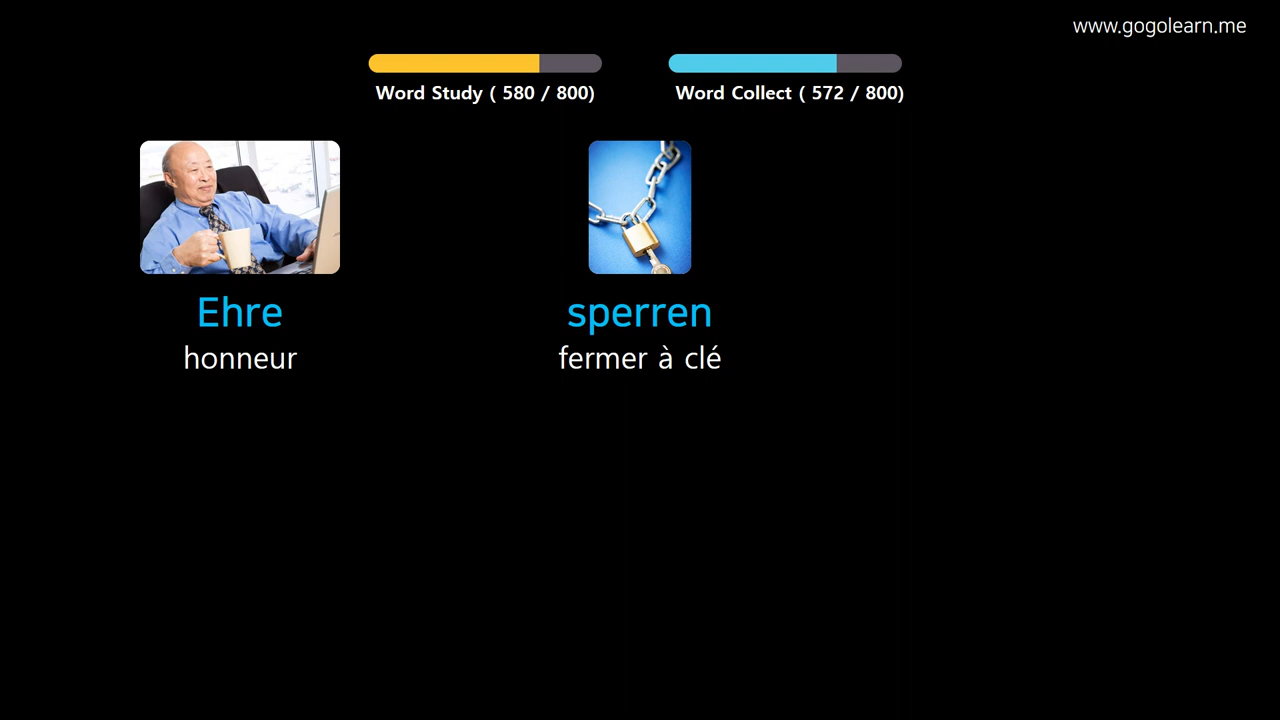 www.gogolearn.me
Word Study ( 580 / 800)
Word Collect ( 572 / 800)
Ehre
honneur
sperren
fermer à clé